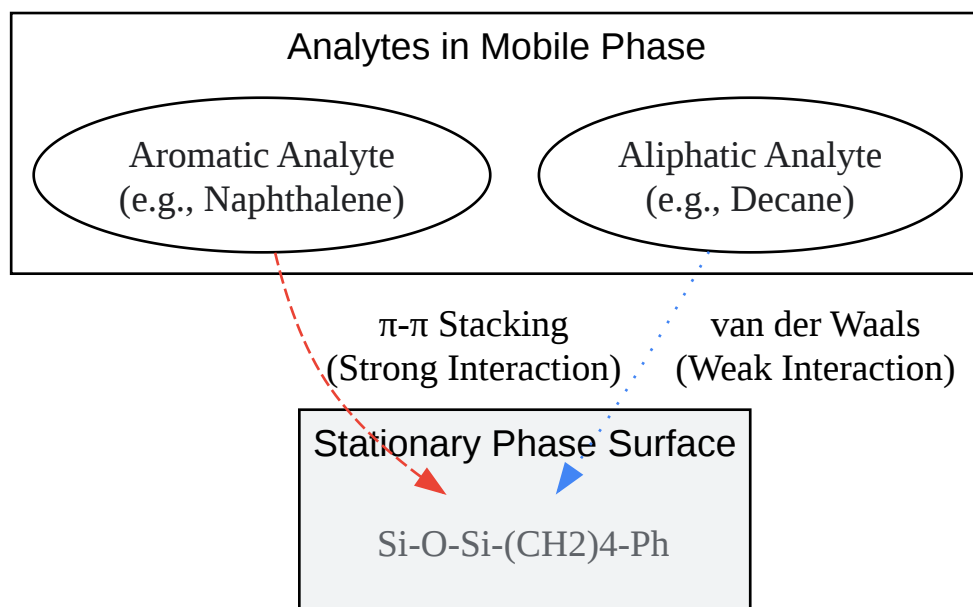 Analytes in Mobile Phase
Aromatic Analyte
(e.g., Naphthalene)
Aliphatic Analyte
(e.g., Decane)
π-π Stacking
(Strong Interaction)
van der Waals
(Weak Interaction)
Stationary Phase Surface
Si-O-Si-(CH2)4-Ph